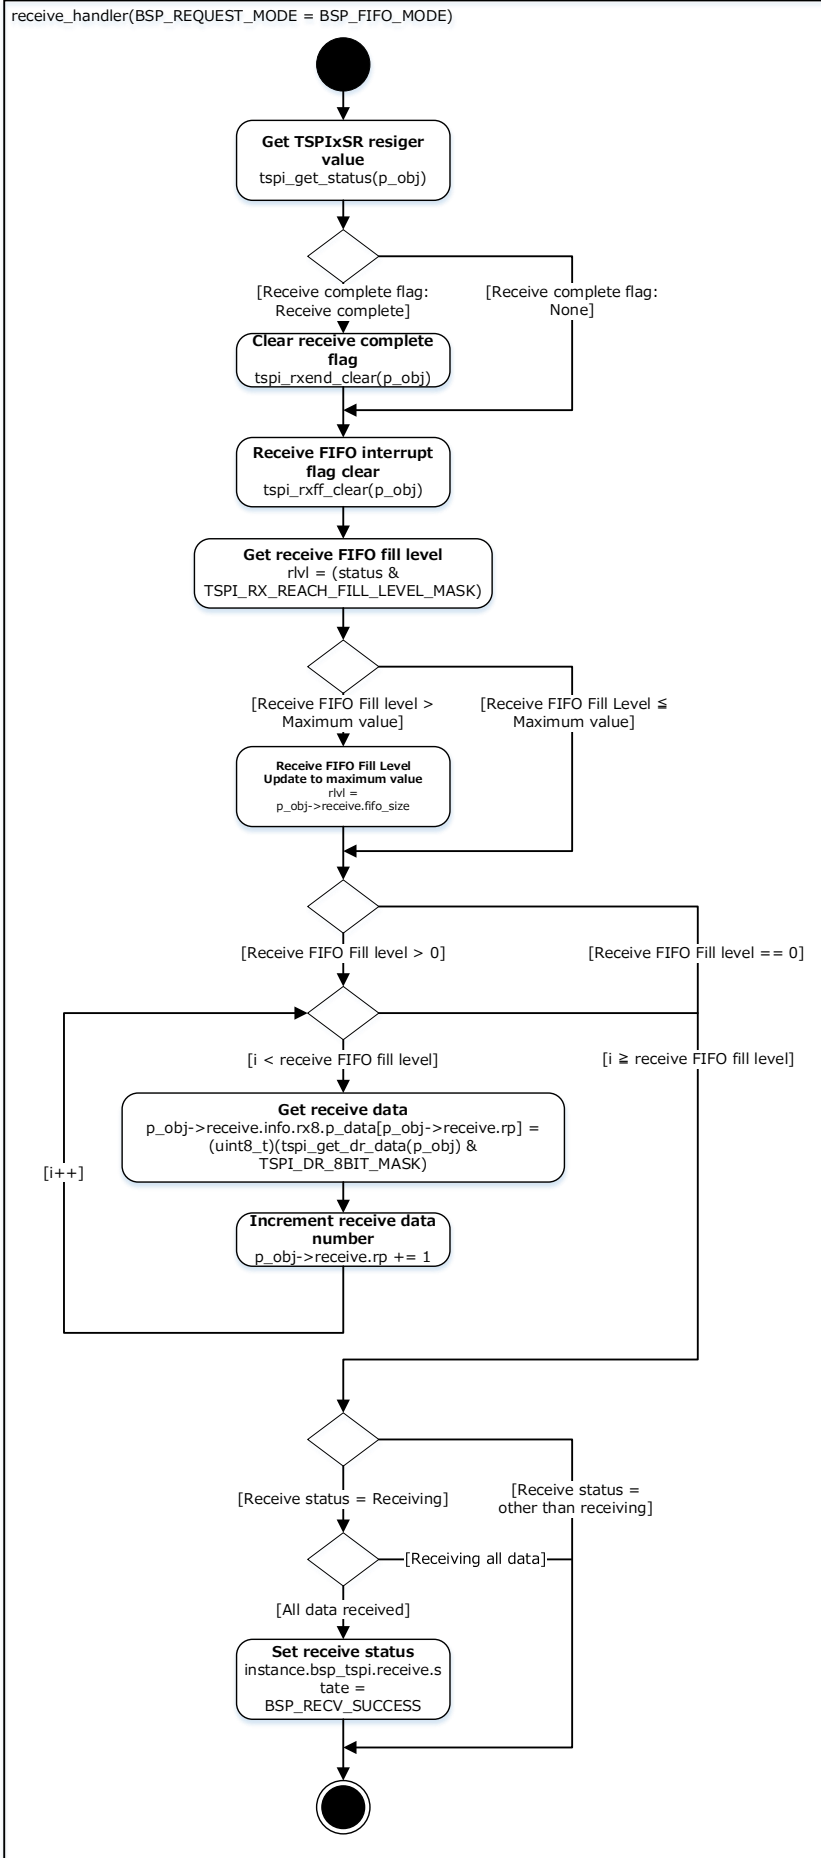 receive_handler(BSP_REQUEST_MODE = BSP_FIFO_MODE)
Get TSPIxSR resiger
value
tspi_get_status(p_obj)
[Receive complete flag:
Receive complete]
[Receive complete flag:
None]
Clear receive complete
flag
tspi_rxend_clear(p_obj)
Receive FIFO interrupt
flag clear
tspi_rxff_clear(p_obj)
Get receive FIFO fill level
rlvl = (status &
TSPI_RX_REACH_FILL_LEVEL_MASK)
[Receive FIFO Fill level >
Maximum value]
[Receive FIFO Fill Level ≦
Maximum value]
Receive FIFO Fill Level
Update to maximum value
rlvl =
p_obj->receive.fifo_size
[Receive FIFO Fill level > 0]
[Receive FIFO Fill level == 0]
[i < receive FIFO fill level]
[i ≧ receive FIFO fill level]
Get receive data
p_obj->receive.info.rx8.p_data[p_obj->receive.rp] =
(uint8_t)(tspi_get_dr_data(p_obj) &
TSPI_DR_8BIT_MASK)
[i++]
Increment receive data
number
p_obj->receive.rp += 1
[Receive status = Receiving]
[Receive status =
other than receiving]
[Receiving all data]
[All data received]
Set receive status
instance.bsp_tspi.receive.s
tate =
BSP_RECV_SUCCESS